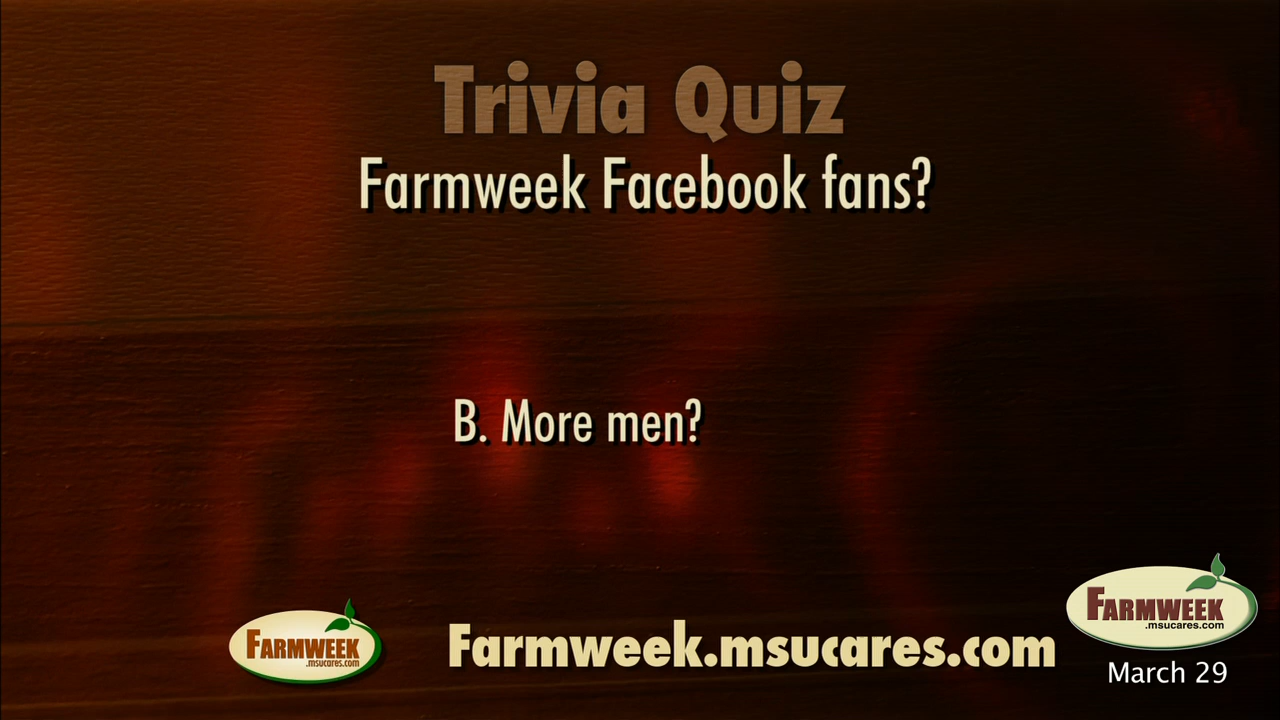 Trivia Quiz
Farmweek Facebook fans?
B. More men?
FARMWEEK
.msucares.com
Farmweek.msucares.com
FARMWEEK
.msucares.com
March 29